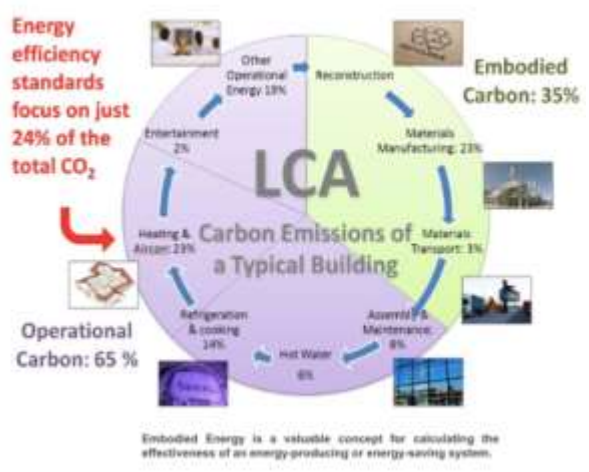 Energy
efficiency
standards
focus on just
24% of the
total CO₂
Other
Operational
Energy 19%
Reconstruction
Embodied
Carbon: 35%
Entertainment
2%
Materials
Manufacturing: 23%
LCA
Carbon Emissions of
a Typical Building
Heating &
Aircon: 23%
Materials
Transport: 3%
Operational
Carbon: 65 %
Refrigeration
& cooking
14%
Assembly &
Maintenance:
8%
Hot Water
6%
Embodied Energy is a valuable concept for calculating the
effectiveness of an energy-producing or energy-saving system.